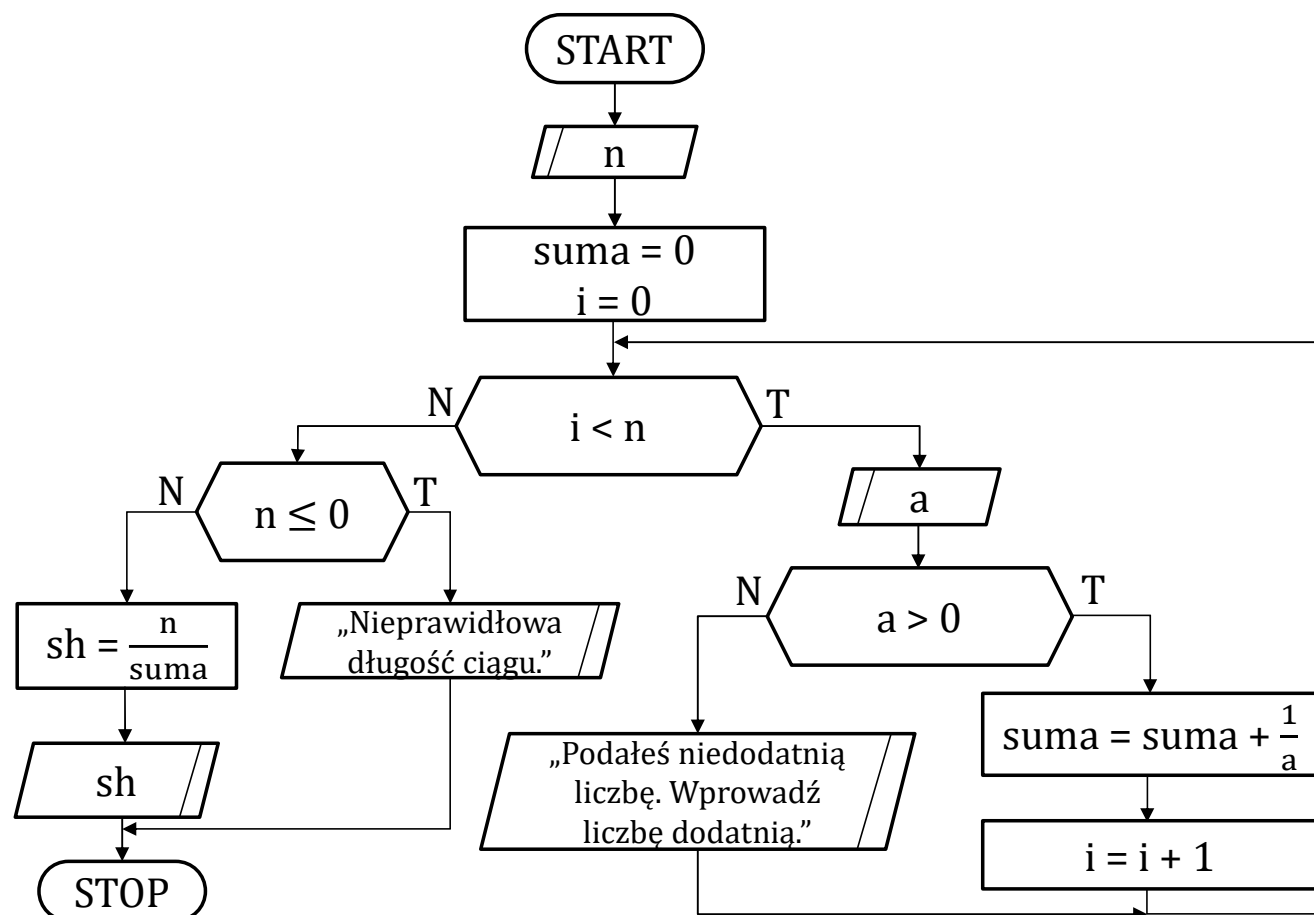 START
n
suma = 0
i = 0
N
i < n
T
N
n ≤ 0
T
a
sh = n/suma
„Nieprawidłowa
długość ciągu.”
N
a > 0
T
sh
„Podałeś niedodatnią
liczbę. Wprowadź
liczbę dodatnią.”
suma = suma + 1/a
i = i + 1
STOP